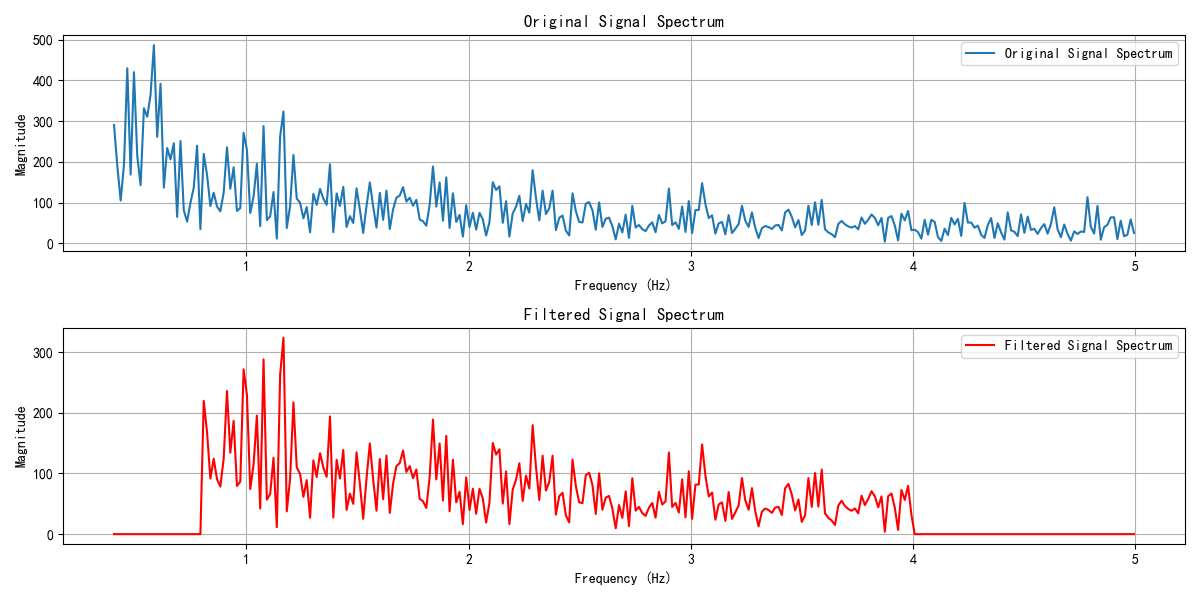 Original Signal Spectrum
500
400
300
200
100
0
Magnitude
Original Signal Spectrum
1
2
3
4
5
Frequency (Hz)
Filtered Signal Spectrum
300
200
100
0
Magnitude
Filtered Signal Spectrum
1
2
3
4
5
Frequency (Hz)